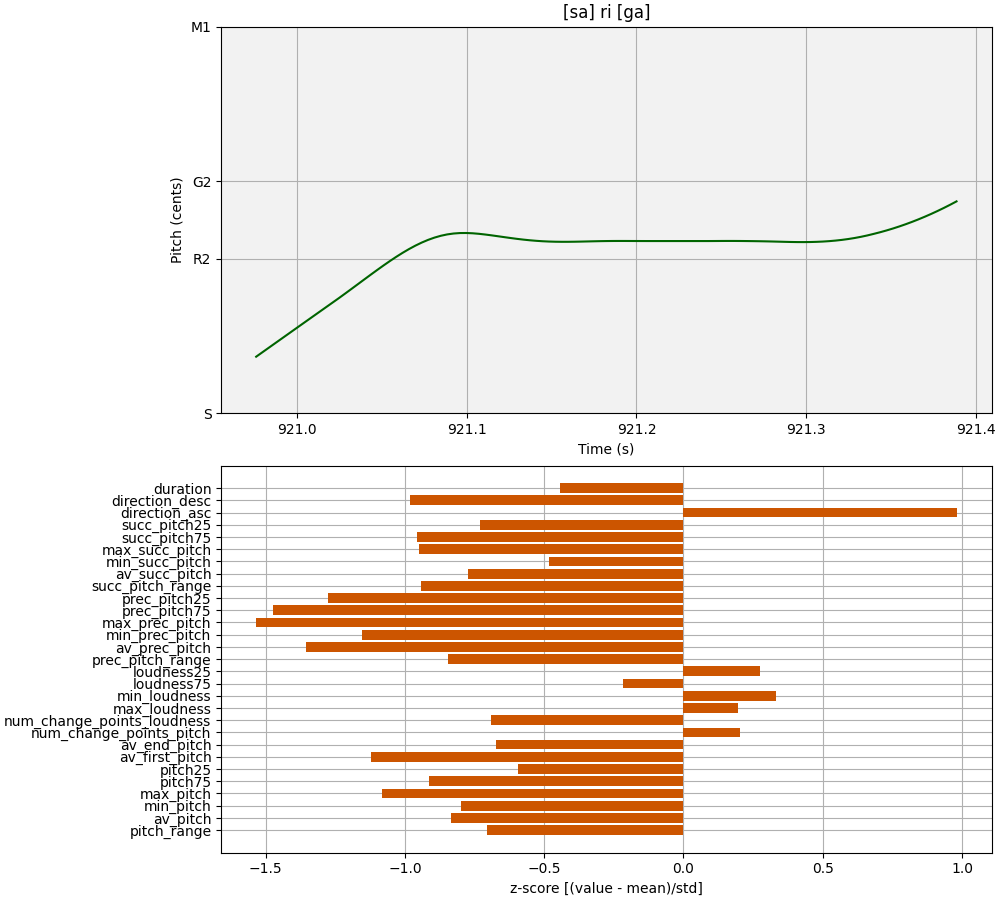 [sa] ri [ga]
M1
G2
R2
S
Pitch (cents)
921.0 921.1 921.2 921.3 921.4
Time (s)
duration
direction_desc
direction_asc
succ_pitch25
succ_pitch75
max_succ_pitch
min_succ_pitch
av_succ_pitch
succ_pitch_range
prec_pitch25
prec_pitch75
max_prec_pitch
min_prec_pitch
av_prec_pitch
prec_pitch_range
loudness25
loudness75
min_loudness
max_loudness
num_change_points_loudness
num_change_points_pitch
av_end_pitch
av_first_pitch
pitch25
pitch75
max_pitch
min_pitch
av_pitch
pitch_range
−1.5 −1.0 −0.5 0.0 0.5 1.0
z-score [(value - mean)/std]